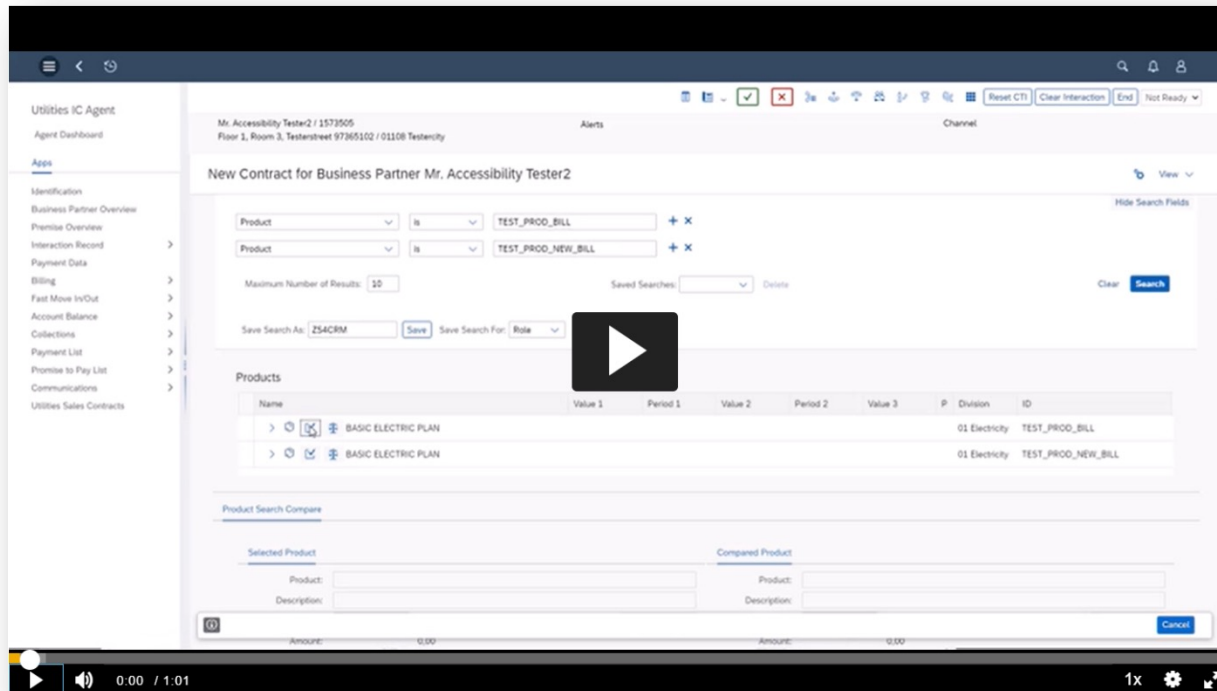 Reset CTI Clear Interaction End Not Ready
Utilities IC Agent
Agent Dashboard
Mr. Accessibility Tester2 / 1573505
Floor 1, Room 3, Testerstreet 97365102 / 01108 Testercity
Alerts
Channel
Apps
New Contract for Business Partner Mr. Accessibility Tester2
View
Identification
Business Partner Overview
Premise Overview
Interaction Record
Payment Data
Billing
Fast Move In/Out
Account Balance
Collections
Payment List
Promise to Pay List
Communications
Utilities Sales Contracts
Hide Search Fields
Product is TEST_PROD_BILL
Product is TEST_PROD_NEW_BILL
Maximum Number of Results: 10 Saved Searches: Delete Clear Search
Save Search As: ZS4CRM Save Save Search For: Role
Products
Name Value 1 Period 1 Value 2 Period 2 Value 3 P Division ID
BASIC ELECTRIC PLAN 01 Electricity TEST_PROD_BILL
BASIC ELECTRIC PLAN 01 Electricity TEST_PROD_NEW_BILL
Product Search Compare
Selected Product Compared Product
Product: Product:
Description: Description:
Cancel
Amount: 0,00 Amount: 0,00
0:00 / 1:01 1x